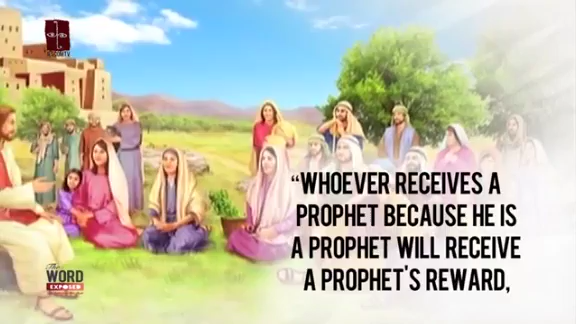 “WHOEVER RECEIVES A
PROPHET BECAUSE HE IS
A PROPHET WILL RECEIVE
A PROPHET'S REWARD,
The
WORD
EXPOSED